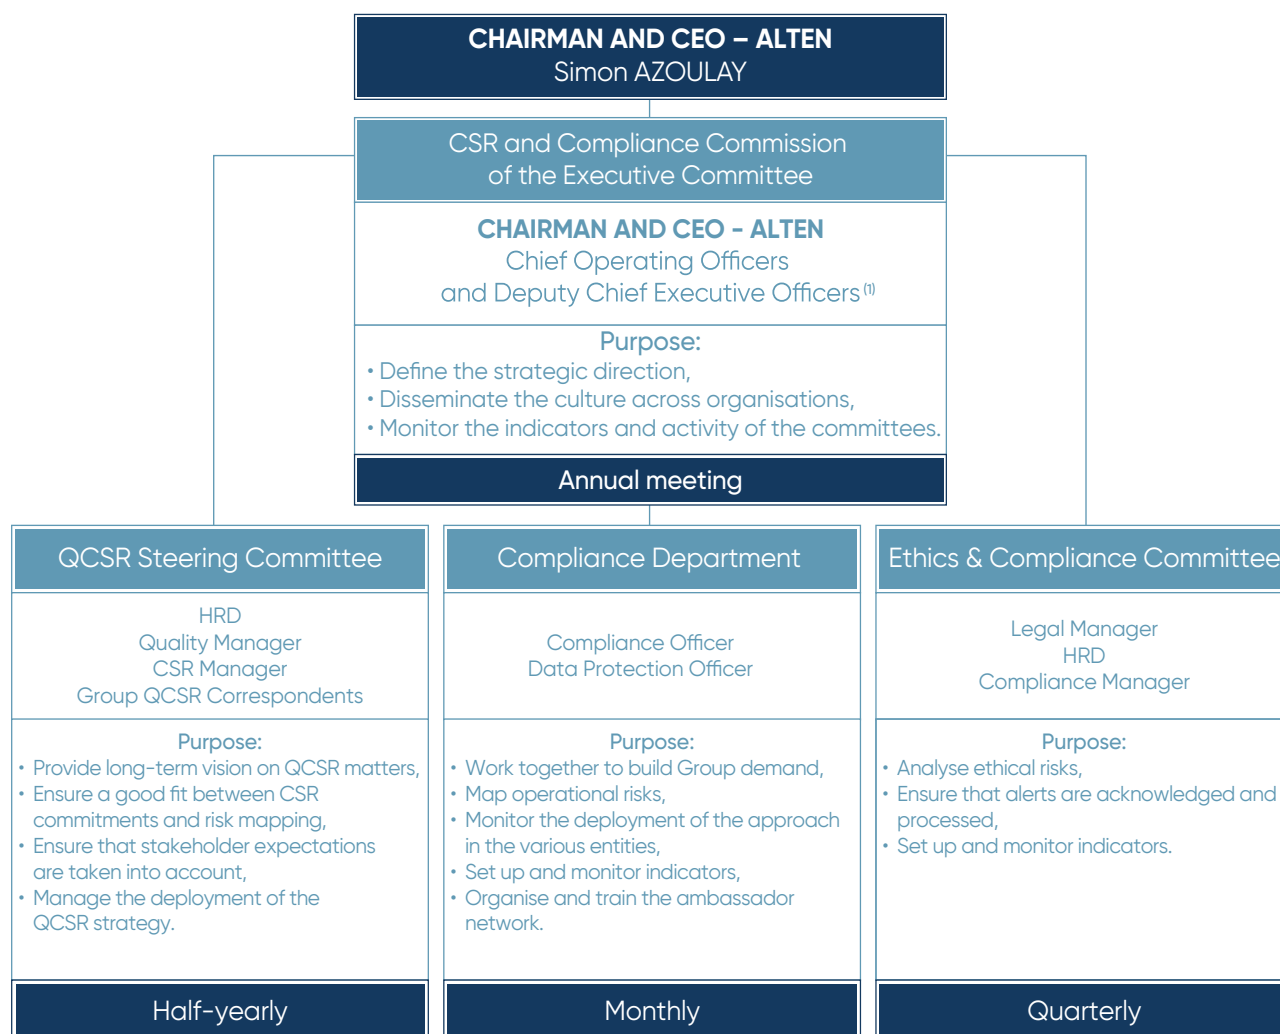 CHAIRMAN AND CEO – ALTEN
Simon AZOULAY
CSR and Compliance Commission
of the Executive Committee
CHAIRMAN AND CEO - ALTEN
Chief Operating Officers
and Deputy Chief Executive Officers (1)
Purpose:
• Define the strategic direction,
• Disseminate the culture across organisations,
• Monitor the indicators and activity of the committees.
Annual meeting
QCSR Steering Committee
HRD
Quality Manager
CSR Manager
Group QCSR Correspondents
Purpose:
• Provide long-term vision on QCSR matters,
• Ensure a good fit between CSR
commitments and risk mapping,
• Ensure that stakeholder expectations
are taken into account,
• Manage the deployment of the
QCSR strategy.
Half-yearly
Compliance Department
Compliance Officer
Data Protection Officer
Purpose:
• Work together to build Group demand,
• Map operational risks,
• Monitor the deployment of the approach
in the various entities,
• Set up and monitor indicators,
• Organise and train the ambassador
network.
Monthly
Ethics & Compliance Committee
Legal Manager
HRD
Compliance Manager
Purpose:
• Analyse ethical risks,
• Ensure that alerts are acknowledged and
processed,
• Set up and monitor indicators.
Quarterly